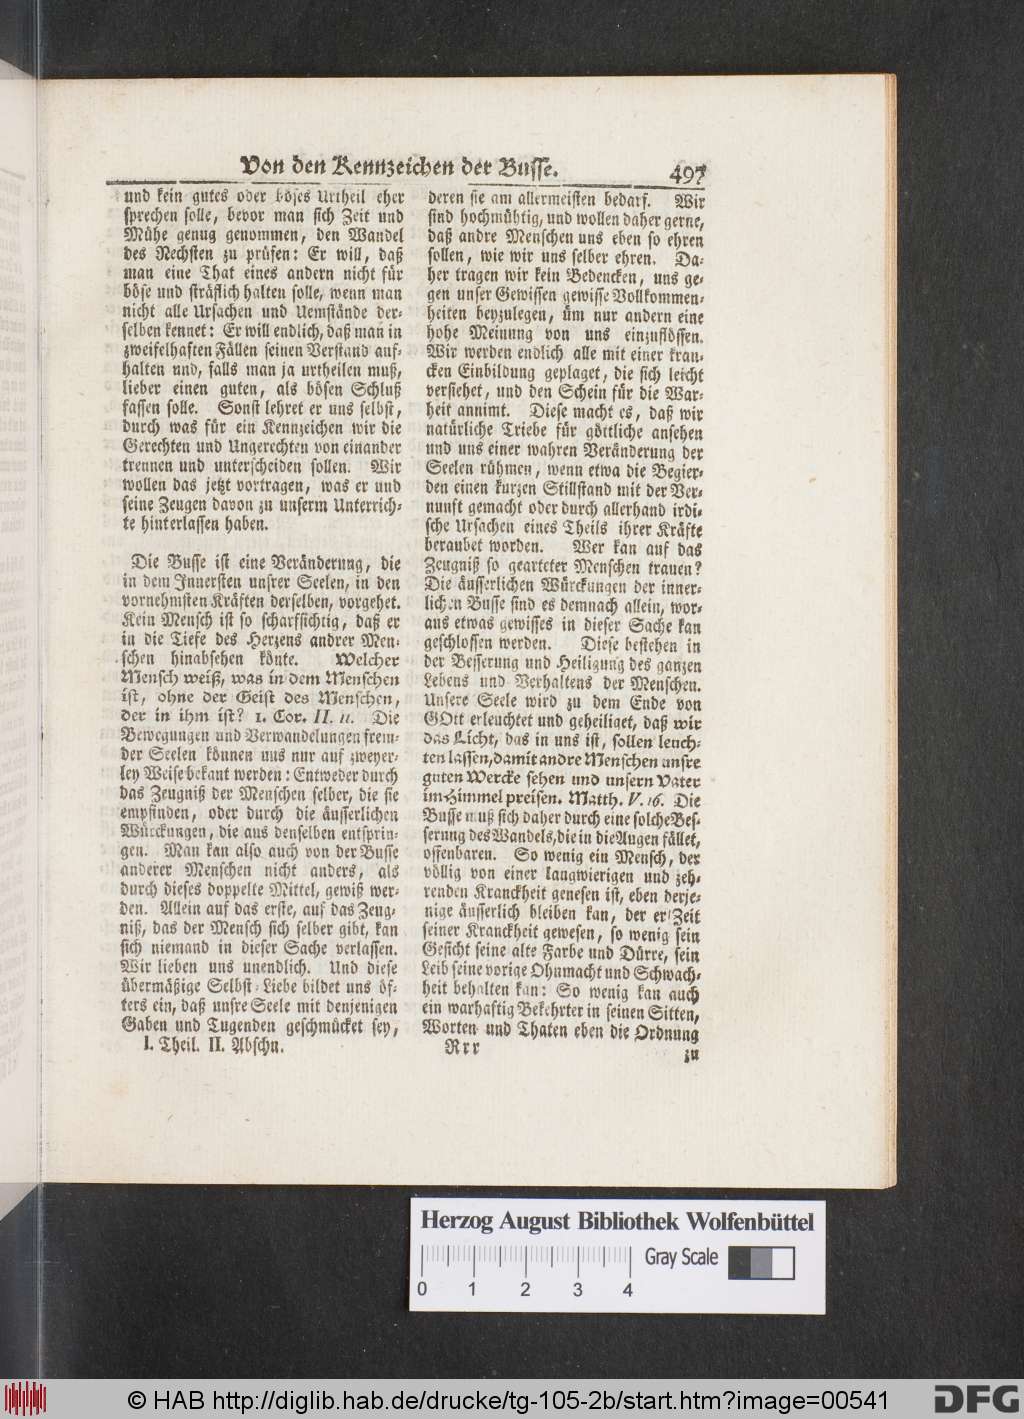 Von den Kennzeichen der Busse. 497
und kein gutes oder böses Urtheil eher
sprechen solle, bevor man sich Zeit und
Mühe genug genommen, den Wandel
des Nechsten zu prüfen: Er will, daß
man eine That eines andern nicht für
böse und sträflich halten solle, wenn man
nicht alle Ursachen und Uemstände der-
selben kennet: Er will endlich, daß man in
zweifelhaften Fällen seinen Verstand auf-
halten und, falls man ja urtheilen muß,
lieber einen guten, als bösen Schluß
fassen solle. Sonst lehret er uns selbst,
durch was für ein Kennzeichen wir die
Gerechten und Ungerechten von einander
trennen und unterscheiden sollen. Wir
wollen das jetzt vortragen, was er und
seine Zeugen davon zu unserm Unterrich-
te hinterlassen haben.
Die Busse ist eine Veränderung, die
in dem Innersten unsrer Seelen, in den
vornehmsten Kräften derselben, vorgehet.
Kein Mensch ist so scharfsichtig, daß er
in die Tiefe des Herzens andrer Men-
schen hinabsehen könte. Welcher
Mensch weiß, was in dem Menschen
ist, ohne der Geist des Menschen,
der in ihm ist? 1. Cor. II. 11. Die
Bewegungen und Verwandelungen frem-
der Seelen können uns nur auf zweyer-
ley Weise bekant werden: Entweder durch
das Zeugniß der Menschen selber, die sie
empfinden, oder durch die äusserlichen
Würckungen, die aus denselben entsprin-
gen. Man kan also auch von der Busse
anderer Menschen nicht anders, als
durch dieses doppelte Mittel, gewiß wer-
den. Allein auf das erste, auf das Zeug-
niß, das der Mensch sich selber gibt, kan
sich niemand in dieser Sache verlassen.
Wir lieben uns unendlich. Und diese
übermäßige Selbst-Liebe bildet uns öf-
ters ein, daß unsre Seele mit denjenigen
Gaben und Tugenden geschmücket sey,
I. Theil. II. Abschn.
deren sie am allermeisten bedarf. Wir
sind hochmühtig, und wollen daher gerne,
daß andre Menschen uns eben so ehren
sollen, wie wir uns selber ehren. Da-
her tragen wir kein Bedencken, uns ge-
gen unser Gewissen gewisse Vollkommen-
heiten beyzulegen, üm nur andern eine
hohe Meinung von uns einzuflössen.
Wir werden endlich alle mit einer kran-
cken Einbildung geplaget, die sich leicht
versiehet, und den Schein für die War-
heit annimt. Diese macht es, daß wir
natürliche Triebe für göttliche ansehen
und uns einer wahren Veränderung der
Seelen rühmen, wenn etwa die Begier-
den einen kurzen Stillstand mit der Ver-
nunft gemacht oder durch allerhand irdi-
sche Ursachen eines Theils ihrer Kräfte
beraubet worden. Wer kan auf das
Zeugniß so gearteter Menschen trauen?
Die äusserlichen Würckungen der inner-
lichen Busse sind es demnach allein, wor-
aus etwas gewisses in dieser Sache kan
geschlossen werden. Diese bestehen in
der Besserung und Heiligung des ganzen
Lebens und Verhaltens der Menschen.
Unsere Seele wird zu dem Ende von
GOtt erleuchtet und geheiliget, daß wir
das Licht, das in uns ist, sollen leuch-
ten lassen, damit andre Menschen unsre
guten Wercke sehen und unsern Vater
im Himmel preisen. Matth. V. 16. Die
Busse muß sich daher durch eine solche Bes-
serung des Wandels, die in die Augen fället,
offenbaren. So wenig ein Mensch, der
völlig von einer langwierigen und zeh-
renden Kranckheit genesen ist, eben derje-
nige äusserlich bleiben kan, der er Zeit
seiner Kranckheit gewesen, so wenig sein
Gesicht seine alte Farbe und Dürre, sein
Leib seine vorige Ohnmacht und Schwach-
heit behalten kan: So wenig kan auch
ein warhaftig Bekehrter in seinen Sitten,
Worten und Thaten eben die Ordnung
Rrr zu
Herzog August Bibliothek Wolfenbüttel
Gray Scale
0 1 2 3 4
© HAB http://diglib.hab.de/drucke/tg-105-2b/start.htm?image=00541
DFG